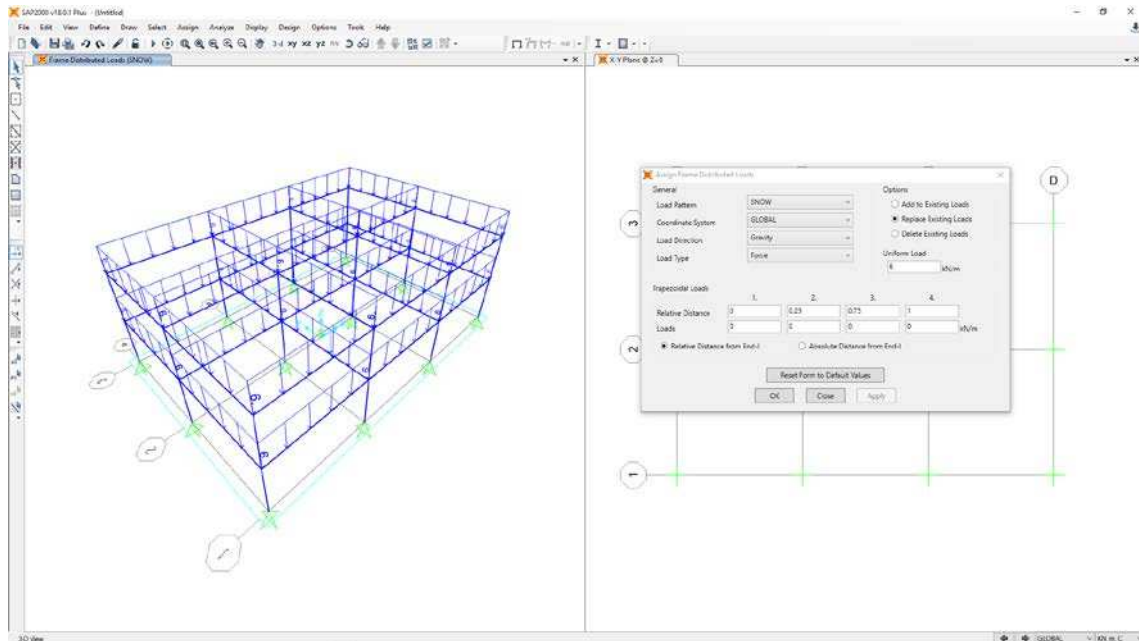 SAP2000 v18.0.1 Plus - (Untitled)
File Edit View Define Draw Select Assign Analyze Display Design Options Tools Help
3-d xy xz yz
Frame Distributed Loads (SNOW)
X-Y Plane @ Z=0
Assign Frame Distributed Loads
General
Load Pattern SNOW
Coordinate System GLOBAL
Load Direction Gravity
Load Type Force
Options
Add to Existing Loads
Replace Existing Loads
Delete Existing Loads
Uniform Load
6 kN/m
Trapezoidal Loads
1. 2. 3. 4.
Relative Distance 0 0.25 0.75 1
Loads 0 0 0 0 kN/m
Relative Distance from End-I Absolute Distance from End-I
Reset Form to Default Values
OK Close Apply
D
3
2
1
3-D View
GLOBAL KN, m, C